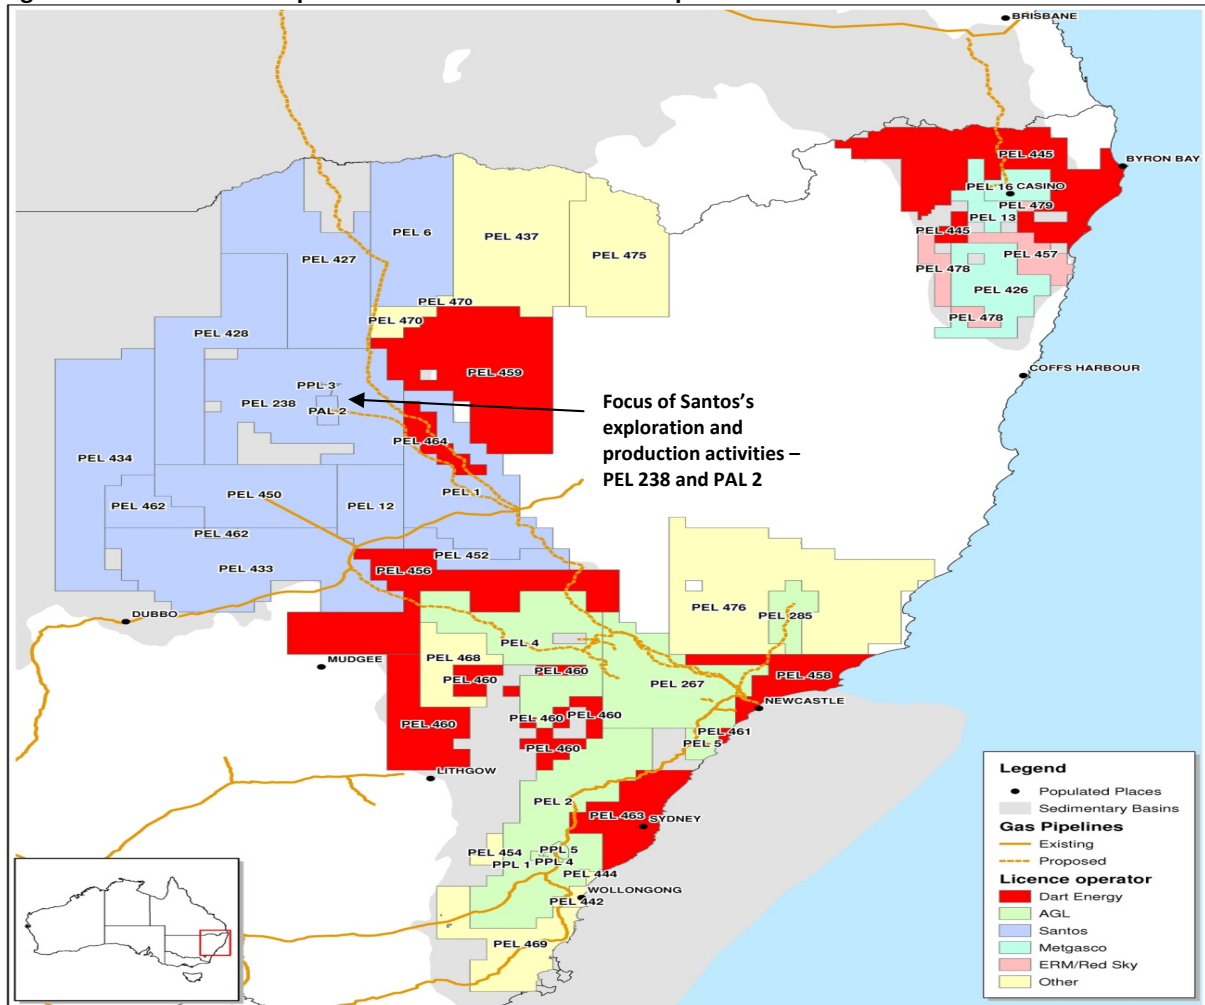 BRISBANE
PEL 445
BYRON BAY
PEL 16
CASINO
PEL 479
PEL 13
PEL 445
PEL 457
PEL 478
PEL 426
PEL 478
COFFS HARBOUR
PEL 6
PEL 437
PEL 475
PEL 427
PEL 470
PEL 470
PEL 428
PEL 459
PPL 3
PEL 238
PAL 2
Focus of Santos’s
exploration and
production activities –
PEL 238 and PAL 2
PEL 464
PEL 434
PEL 450
PEL 1
PEL 462
PEL 12
PEL 462
PEL 452
PEL 433
PEL 456
DUBBO
PEL 476
PEL 285
PEL 4
MUDGEE
PEL 468
PEL 460
PEL 460
PEL 267
PEL 458
NEWCASTLE
PEL 460
PEL 460
PEL 460
PEL 461
PEL 5
PEL 460
LITHGOW
PEL 2
PEL 463
SYDNEY
PEL 454
PPL 5
PPL 1
PPL 4
PEL 444
WOLLONGONG
PEL 442
PEL 469
Legend
Populated Places
Sedimentary Basins
Gas Pipelines
Existing
Proposed
Licence operator
Dart Energy
AGL
Santos
Metgasco
ERM/Red Sky
Other